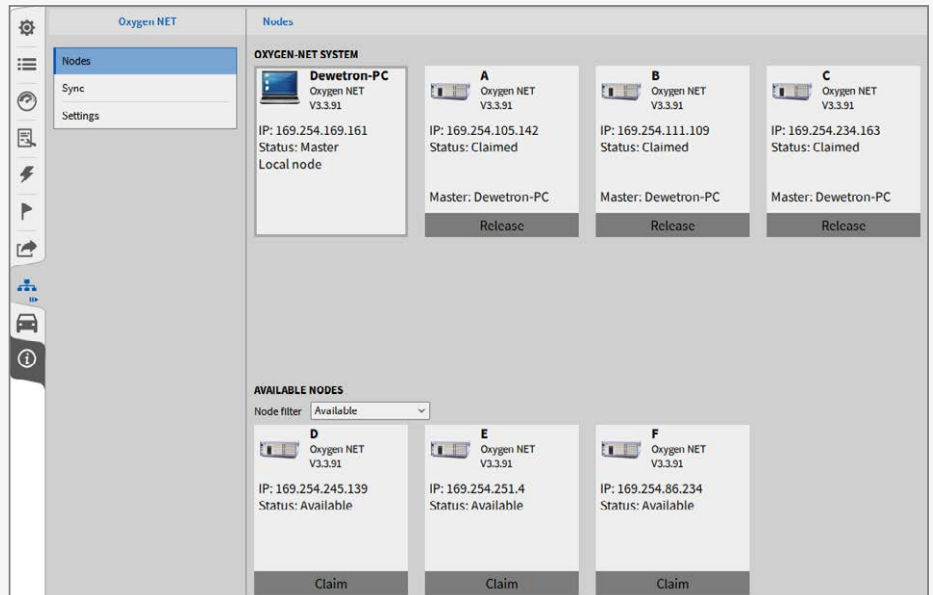 Oxygen NET
Nodes
Nodes
Sync
Settings
OXYGEN-NET SYSTEM
Dewetron-PC
Oxygen NET
V3.3.91
IP: 169.254.169.161
Status: Master
Local node
A
Oxygen NET
V3.3.91
IP: 169.254.105.142
Status: Claimed
Master: Dewetron-PC
Release
B
Oxygen NET
V3.3.91
IP: 169.254.111.109
Status: Claimed
Master: Dewetron-PC
Release
C
Oxygen NET
V3.3.91
IP: 169.254.234.163
Status: Claimed
Master: Dewetron-PC
Release
AVAILABLE NODES
Node filter Available
D
Oxygen NET
V3.3.91
IP: 169.254.245.139
Status: Available
Claim
E
Oxygen NET
V3.3.91
IP: 169.254.251.4
Status: Available
Claim
F
Oxygen NET
V3.3.91
IP: 169.254.86.234
Status: Available
Claim